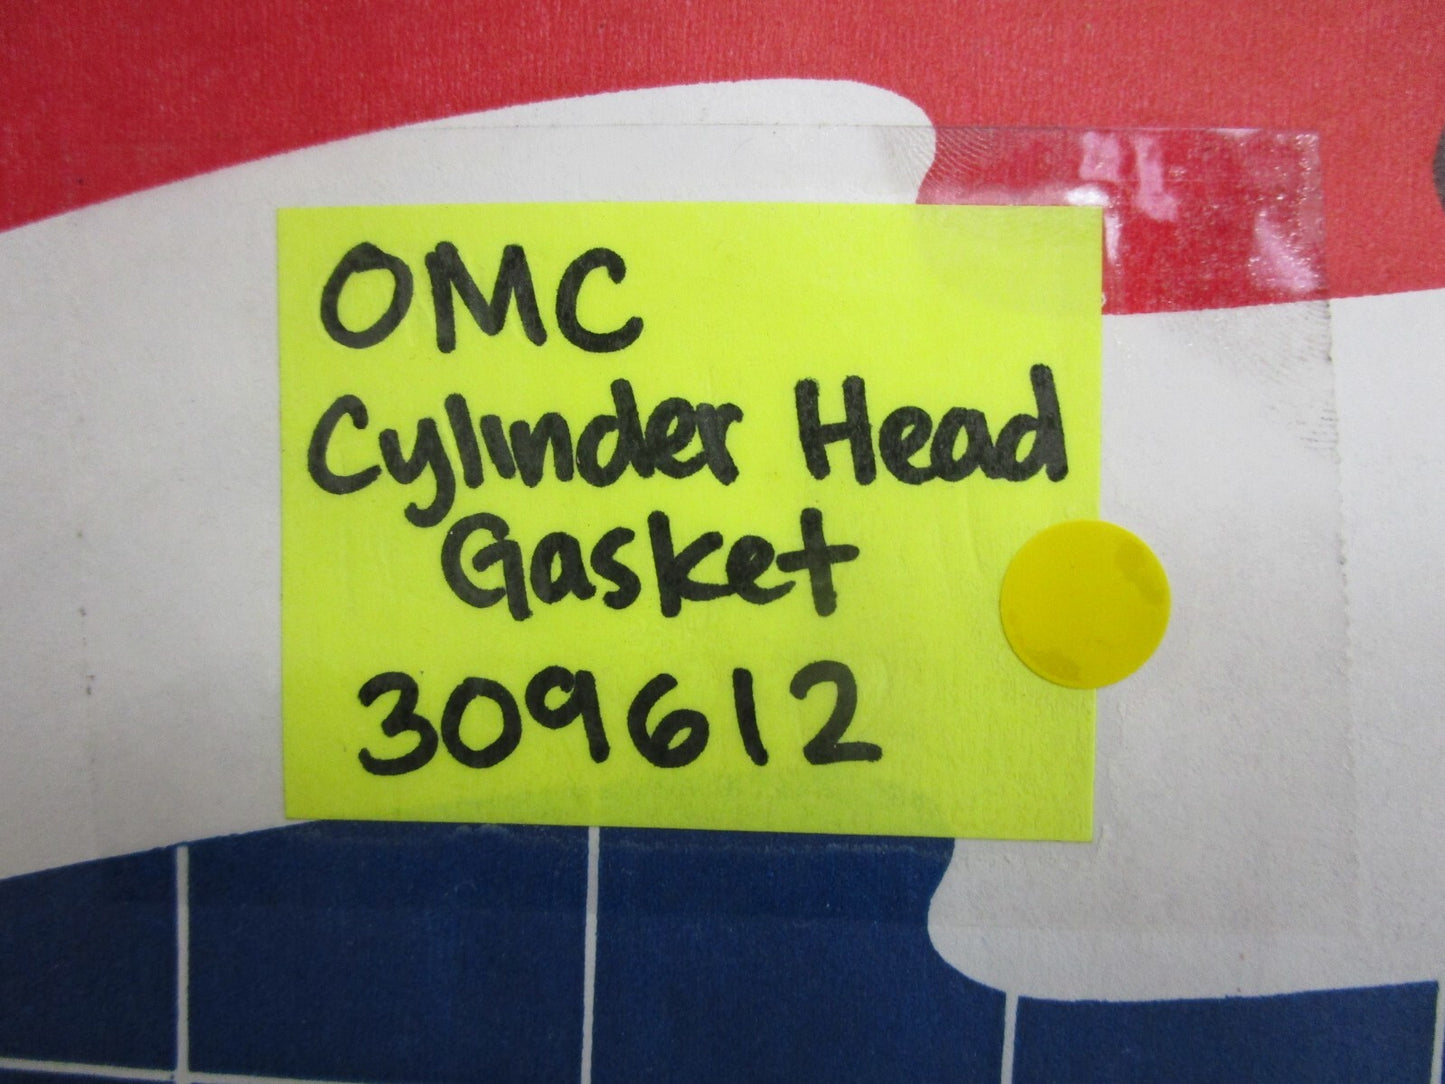 OMC
Cylinder Head
Gasket
309612